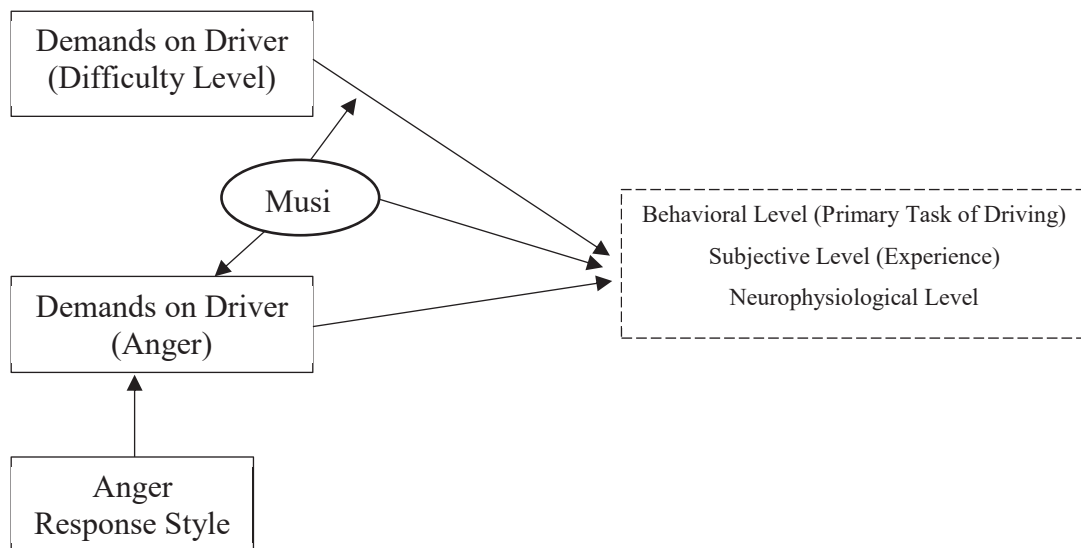 Demands on Driver
(Difficulty Level)
Musi
Behavioral Level (Primary Task of Driving)
Subjective Level (Experience)
Neurophysiological Level
Demands on Driver
(Anger)
Anger
Response Style